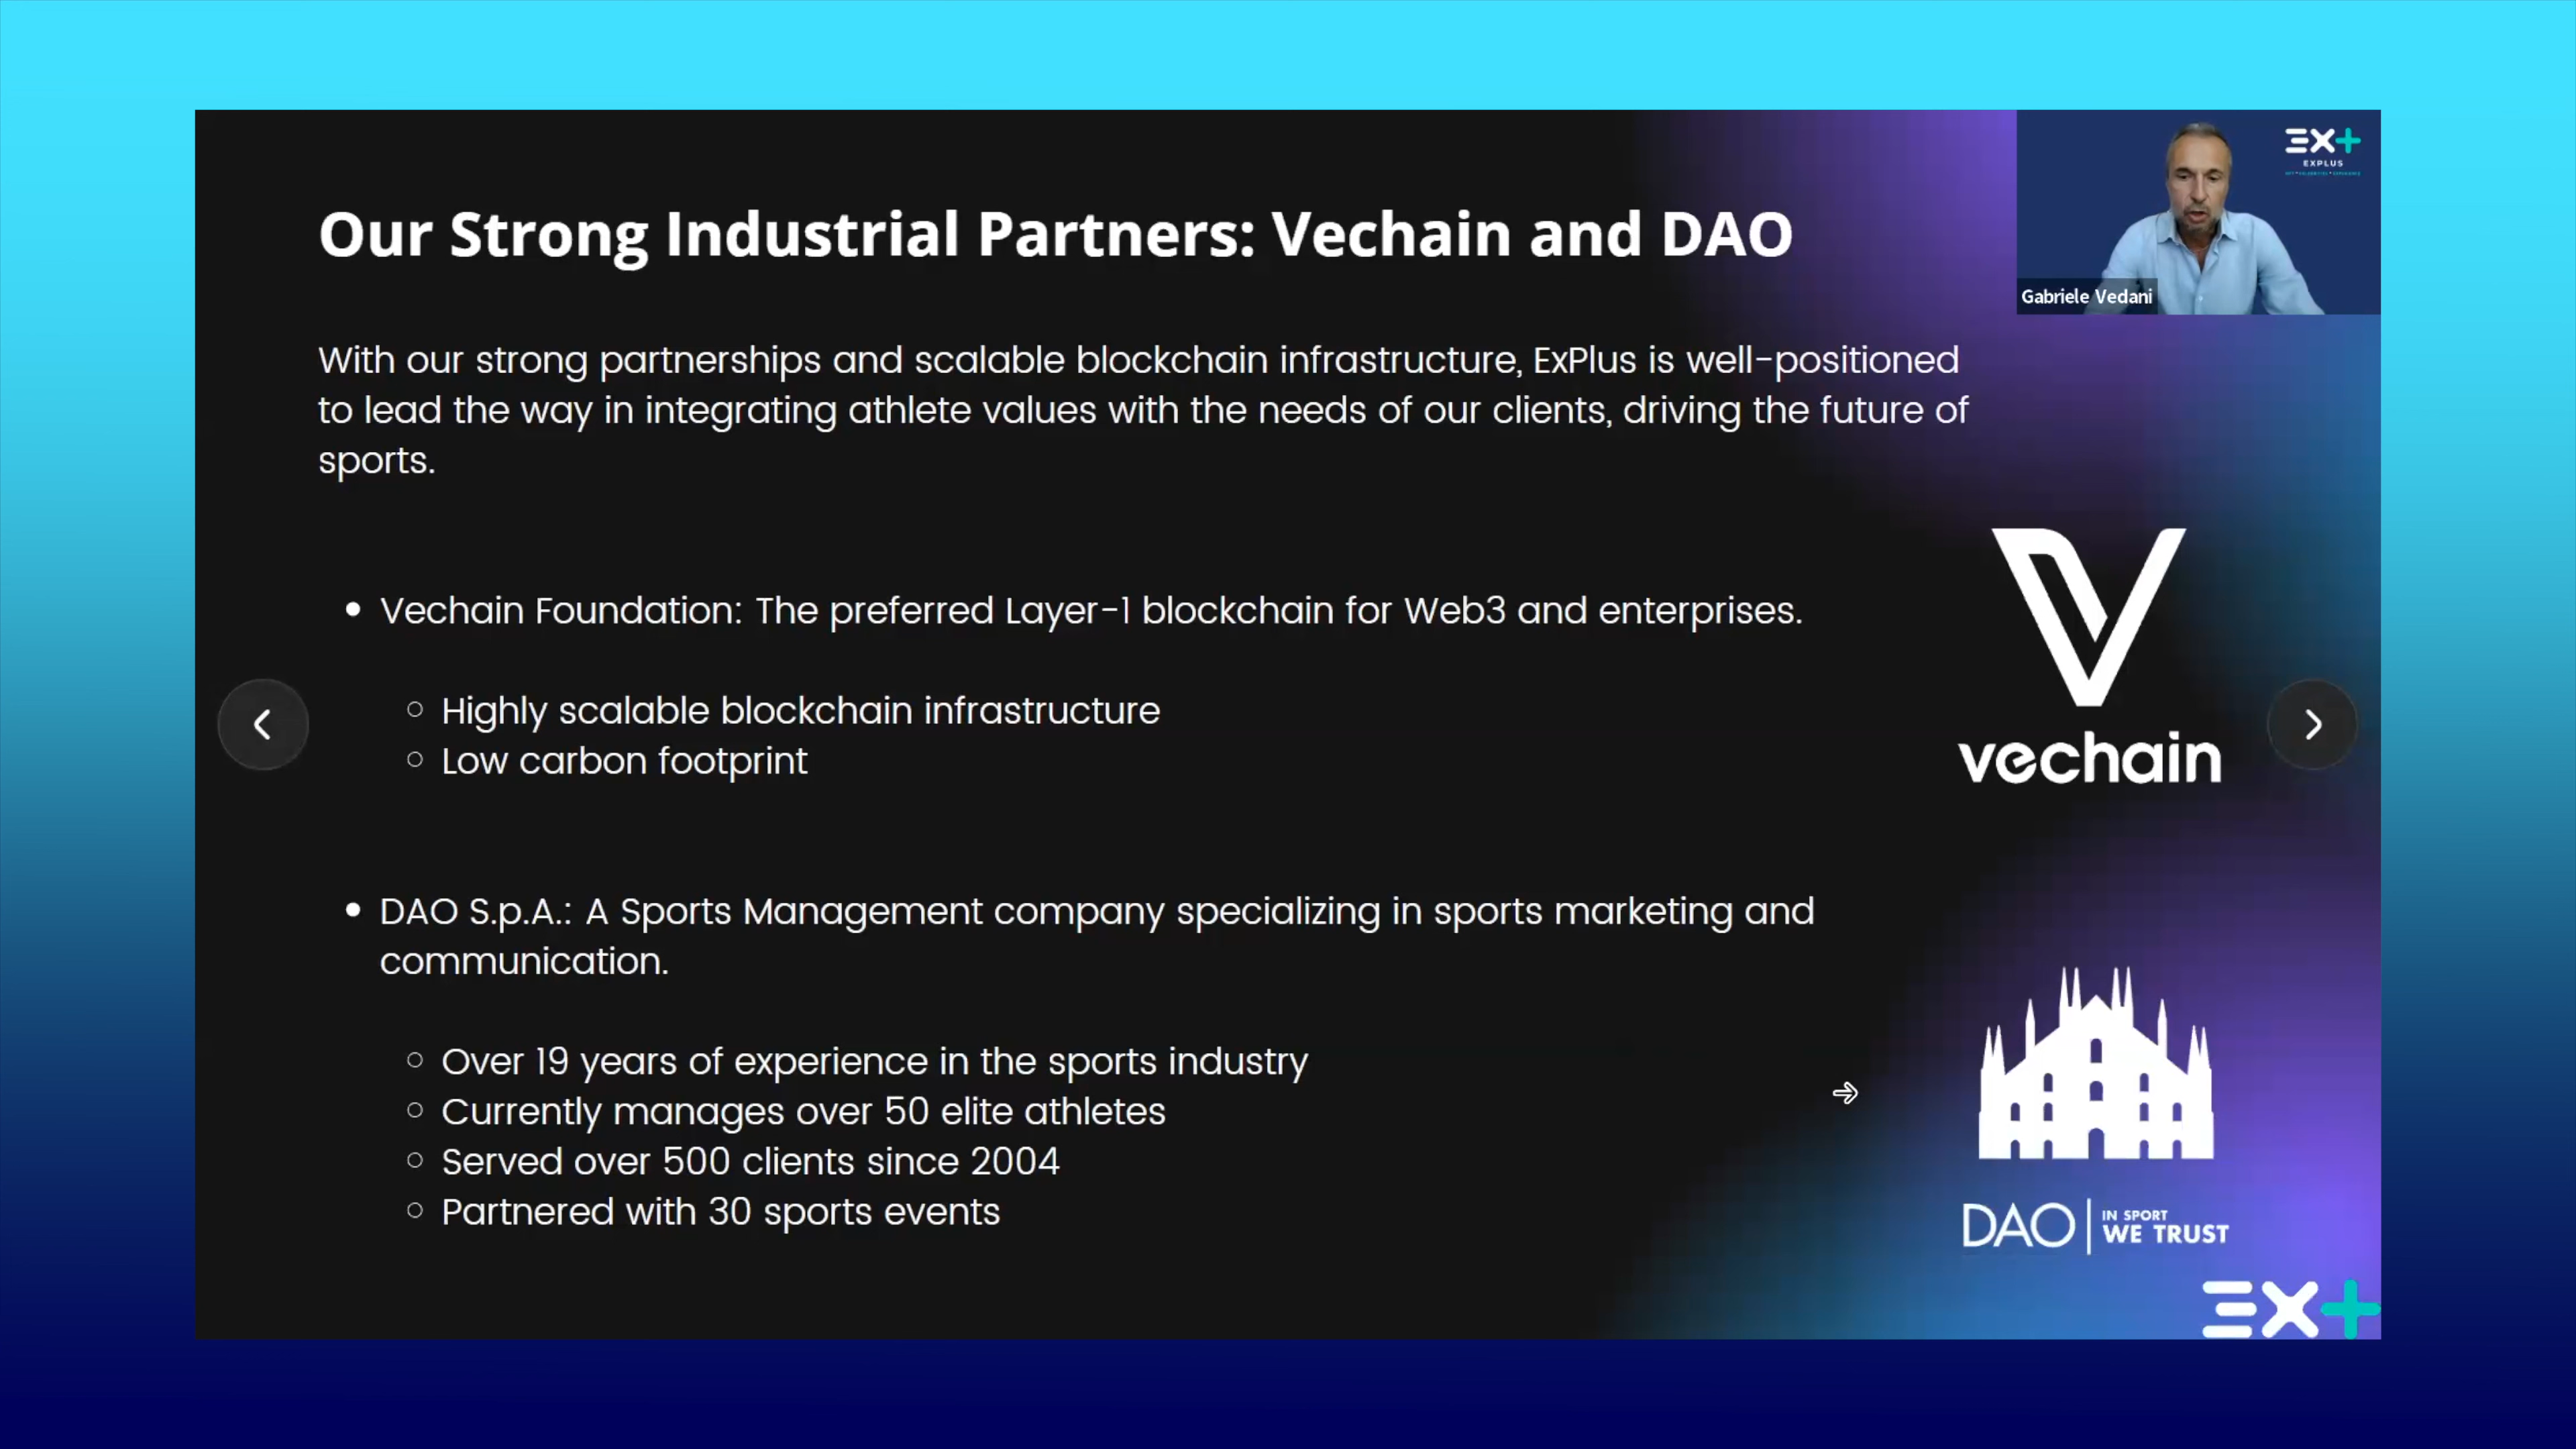 Our Strong Industrial Partners: Vechain and DAO
EX+
EXPLUS
Gabriele Vedani
With our strong partnerships and scalable blockchain infrastructure, ExPlus is well-positioned
to lead the way in integrating athlete values with the needs of our clients, driving the future of
sports.
• Vechain Foundation: The preferred Layer-1 blockchain for Web3 and enterprises.
○ Highly scalable blockchain infrastructure
○ Low carbon footprint
vechain
• DAO S.p.A.: A Sports Management company specializing in sports marketing and
communication.
○ Over 19 years of experience in the sports industry
○ Currently manages over 50 elite athletes
○ Served over 500 clients since 2004
○ Partnered with 30 sports events
DAO
IN SPORT
WE TRUST
EX+